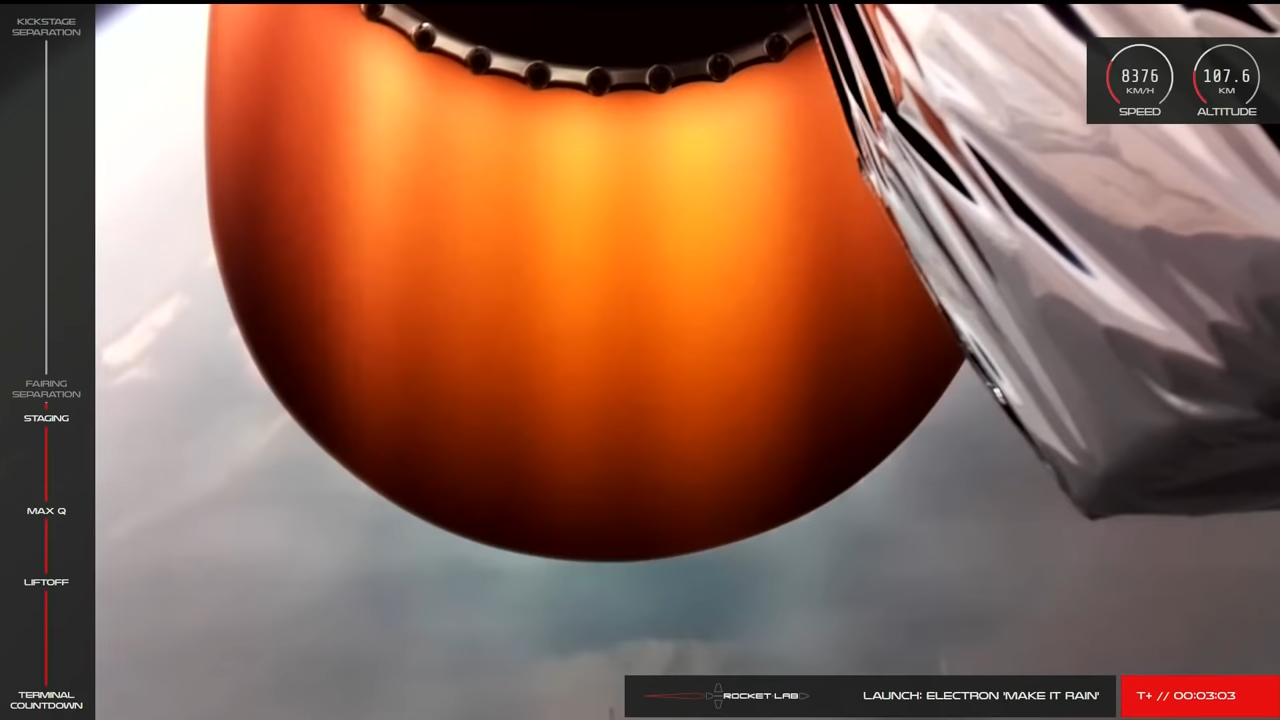 KICKSTAGE
SEPARATION
FAIRING
SEPARATION
STAGING
MAX Q
LIFTOFF
TERMINAL
COUNTDOWN
8376
KM/H
SPEED
107.6
KM
ALTITUDE
ROCKET LAB
LAUNCH: ELECTRON 'MAKE IT RAIN'
T+ // 00:03:03